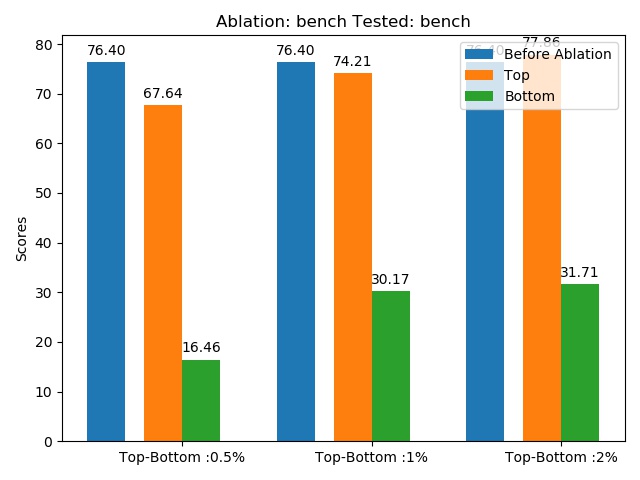 Ablation: bench Tested: bench
Scores
80
70
60
50
40
30
20
10
0
76.40
67.64
16.46
76.40
74.21
30.17
76.40
77.86
31.71
Before Ablation
Top
Bottom
Top-Bottom :0.5%
Top-Bottom :1%
Top-Bottom :2%